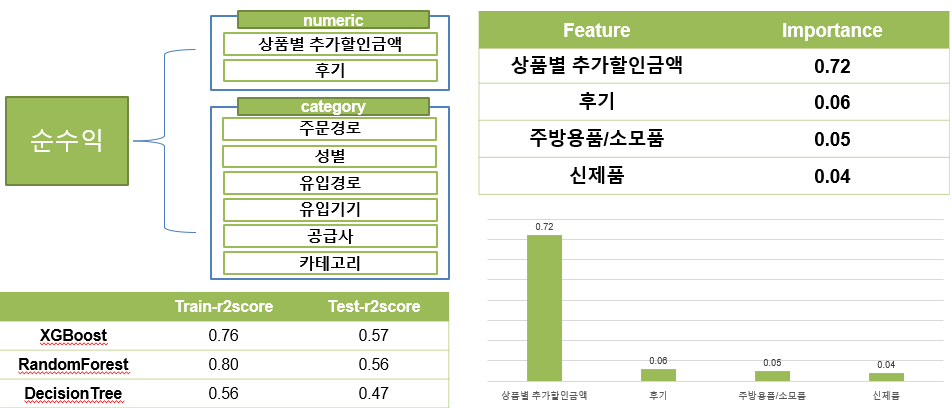 순수익
numeric
상품별 추가할인금액
후기
category
주문경로
성별
유입경로
유입기기
공급사
카테고리
Feature Importance
상품별 추가할인금액 0.72
후기 0.06
주방용품/소모품 0.05
신제품 0.04
Train-r2score Test-r2score
XGBoost 0.76 0.57
RandomForest 0.80 0.56
DecisionTree 0.56 0.47
0.72
0.06
0.05
0.04
상품별 추가할인금액 후기 주방용품/소모품 신제품